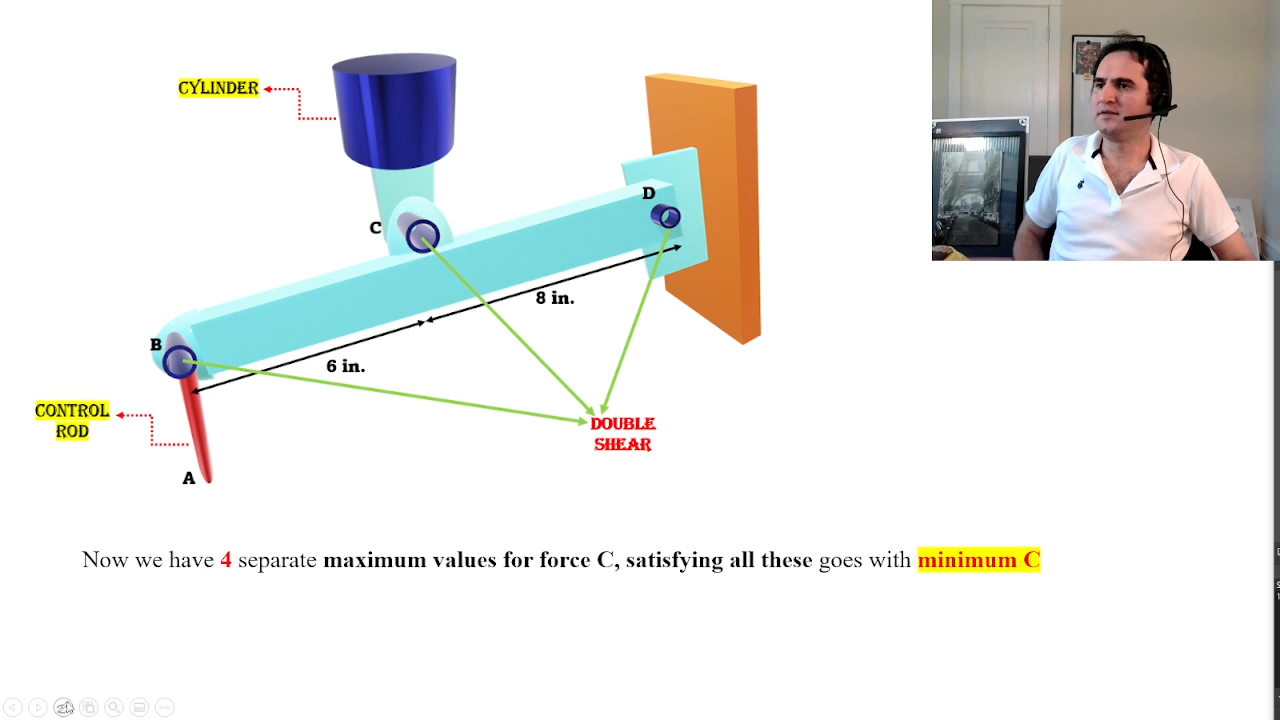 CYLINDER
D
C
8 in.
B
6 in.
CONTROL
ROD
DOUBLE
SHEAR
A
Now we have 4 separate maximum values for force C, satisfying all these goes with minimum C